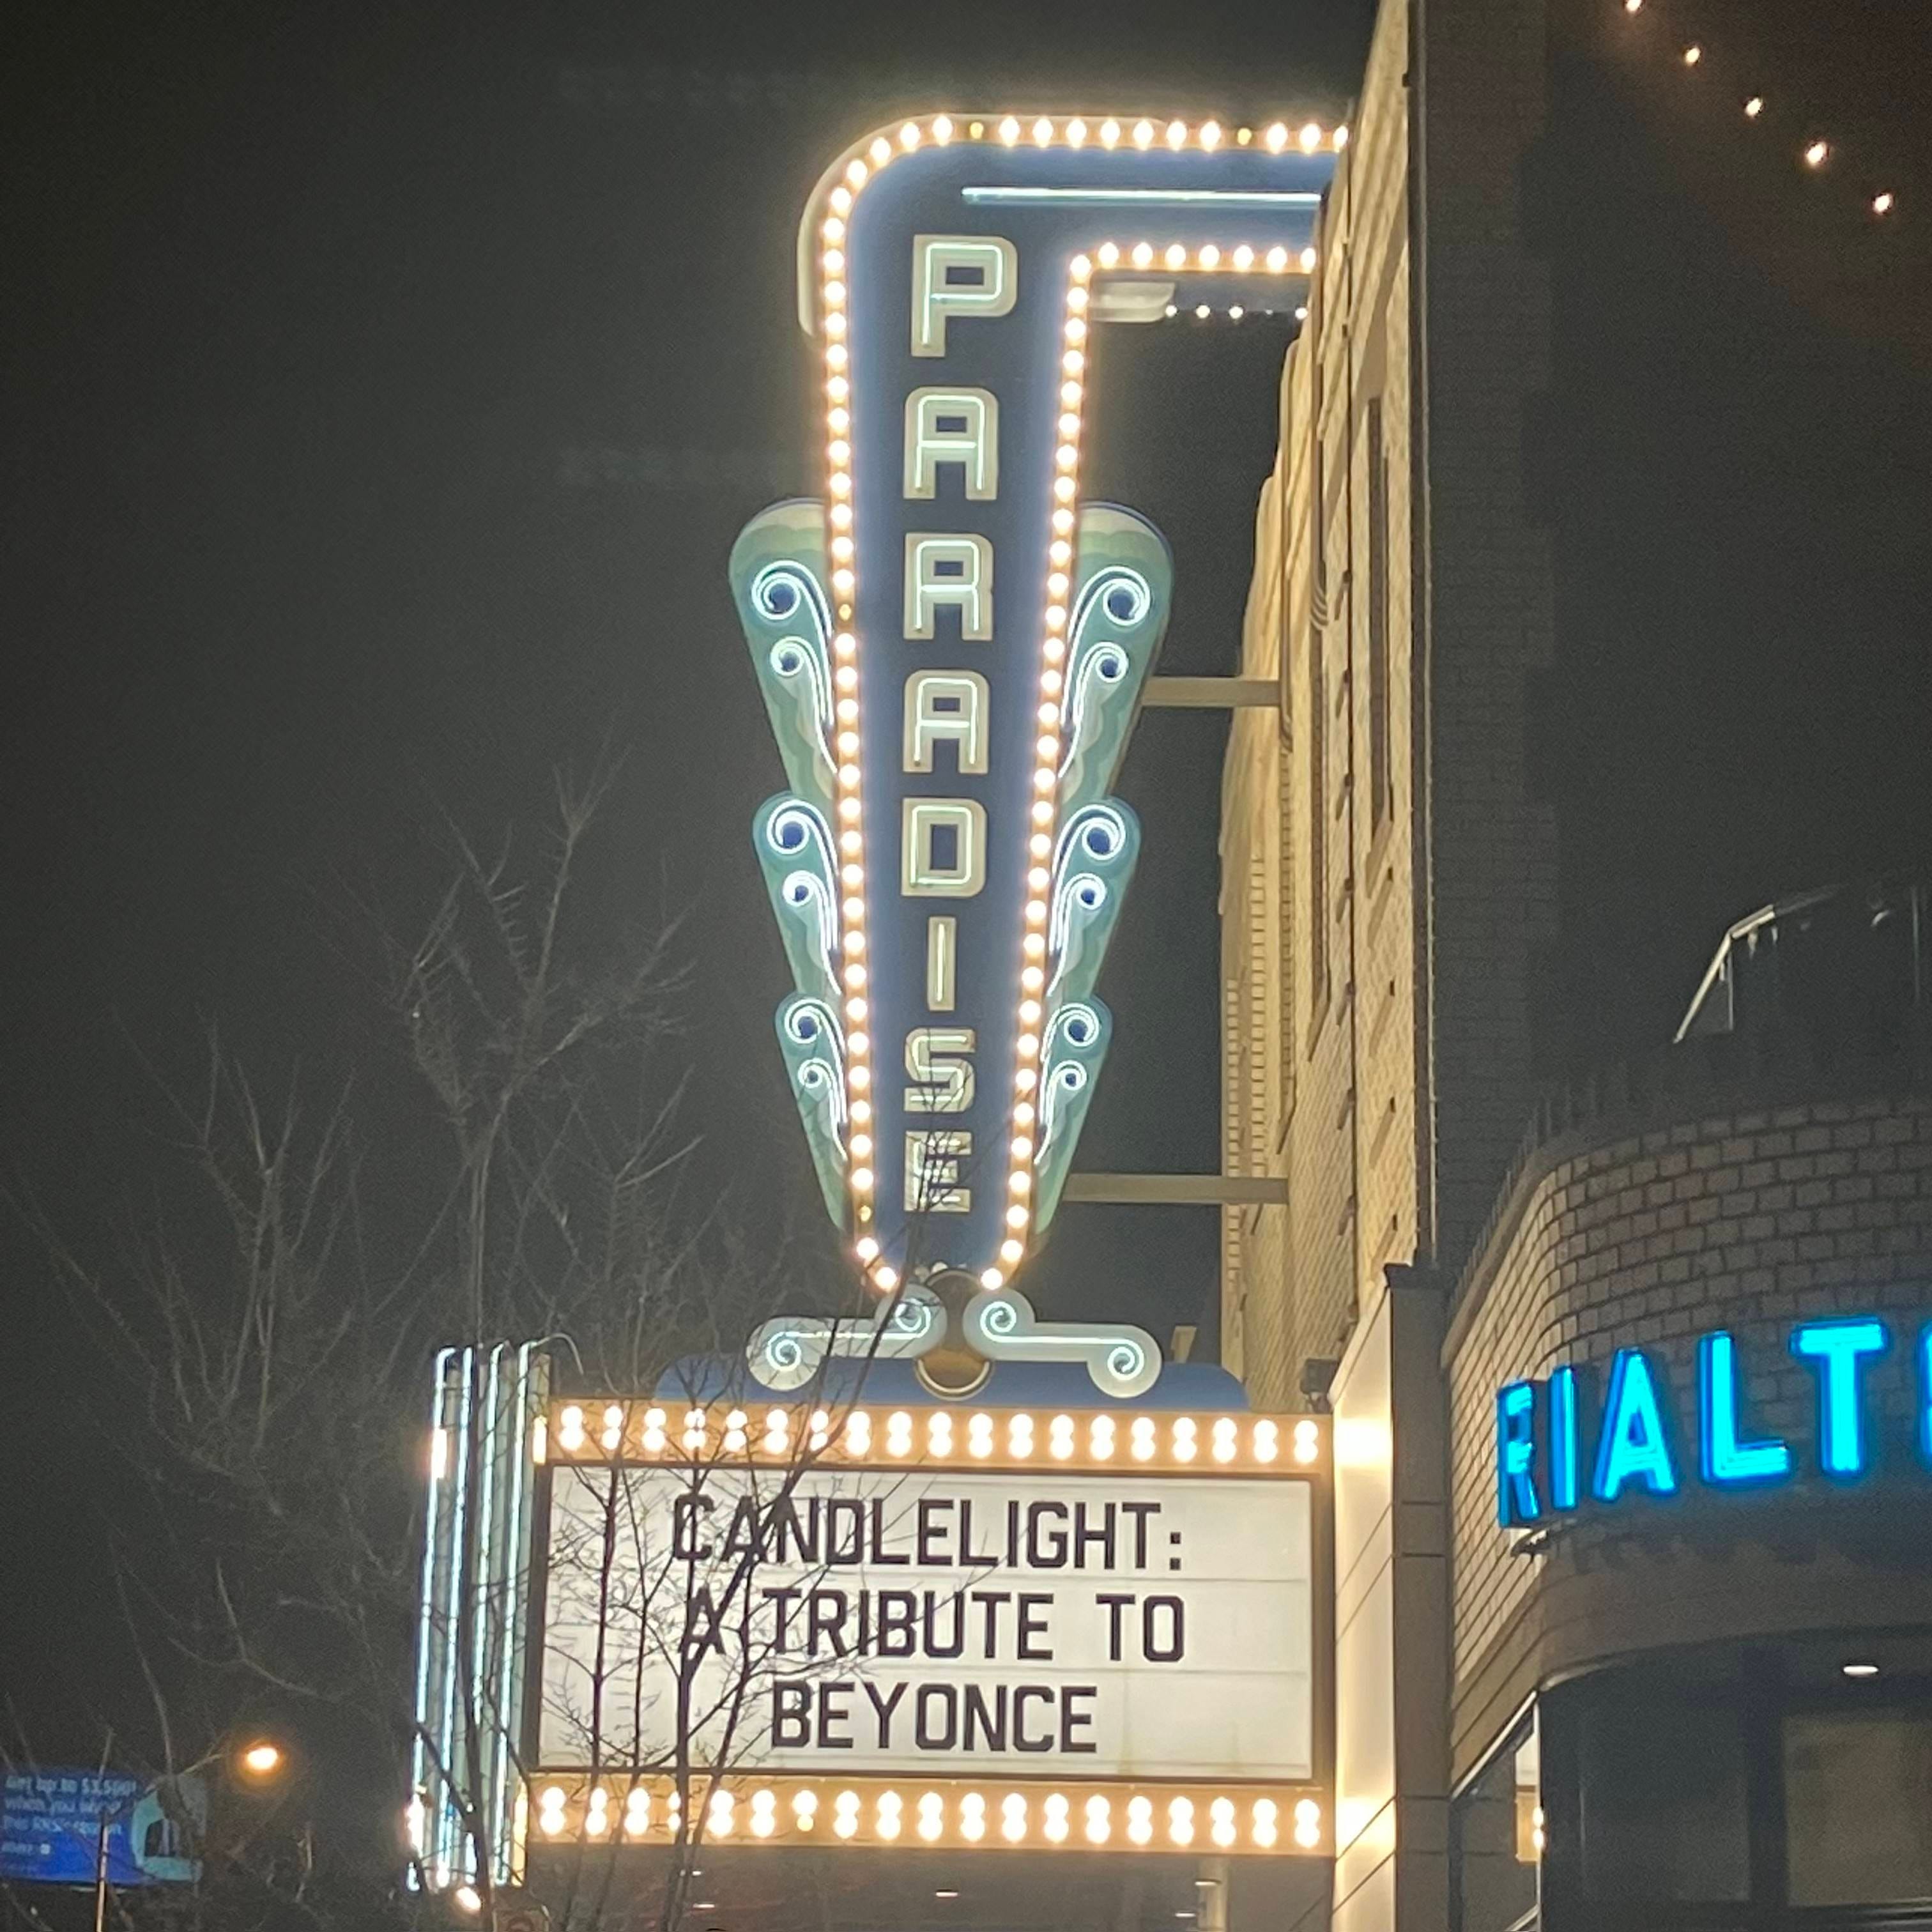 PARADISE
RIALT
CANDLELIGHT:
A TRIBUTE TO
BEYONCE